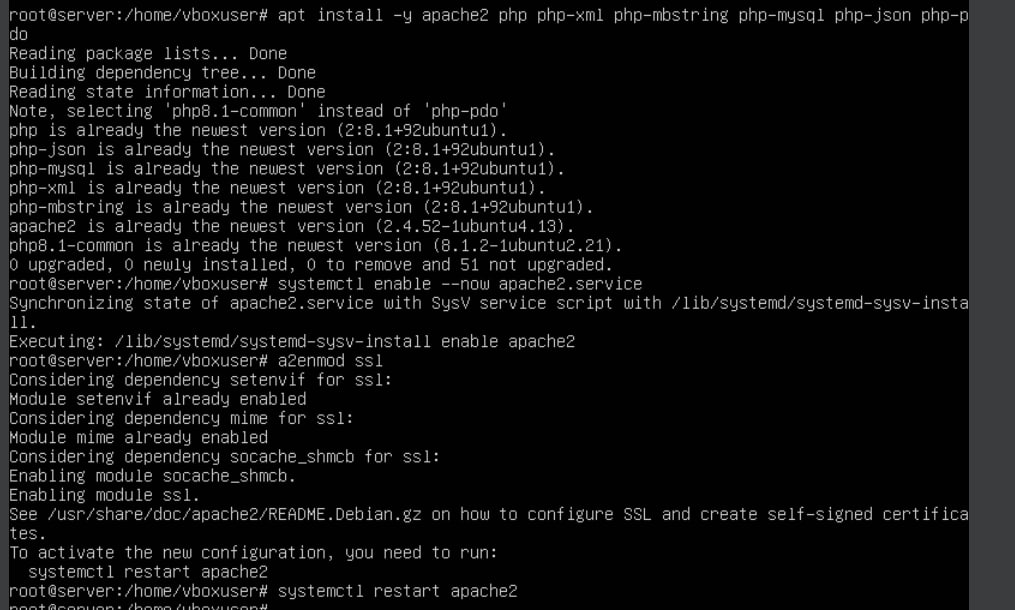 root@server:/home/vboxuser# apt install -y apache2 php php-xml php-mbstring php-mysql php-json php-p
do
Reading package lists... Done
Building dependency tree... Done
Reading state information... Done
Note, selecting 'php8.1-common' instead of 'php-pdo'
php is already the newest version (2:8.1+92ubuntu1).
php-json is already the newest version (2:8.1+92ubuntu1).
php-mysql is already the newest version (2:8.1+92ubuntu1).
php-xml is already the newest version (2:8.1+92ubuntu1).
php-mbstring is already the newest version (2:8.1+92ubuntu1).
apache2 is already the newest version (2.4.52-1ubuntu4.13).
php8.1-common is already the newest version (8.1.2-1ubuntu2.21).
0 upgraded, 0 newly installed, 0 to remove and 51 not upgraded.
root@server:/home/vboxuser# systemctl enable --now apache2.service
Synchronizing state of apache2.service with SysV service script with /lib/systemd/systemd-sysv-insta
ll.
Executing: /lib/systemd/systemd-sysv-install enable apache2
root@server:/home/vboxuser# a2enmod ssl
Considering dependency setenvif for ssl:
Module setenvif already enabled
Considering dependency mime for ssl:
Module mime already enabled
Considering dependency socache_shmcb for ssl:
Enabling module socache_shmcb.
Enabling module ssl.
See /usr/share/doc/apache2/README.Debian.gz on how to configure SSL and create self-signed certifica
tes.
To activate the new configuration, you need to run:
  systemctl restart apache2
root@server:/home/vboxuser# systemctl restart apache2
root@server:/home/vboxuser#